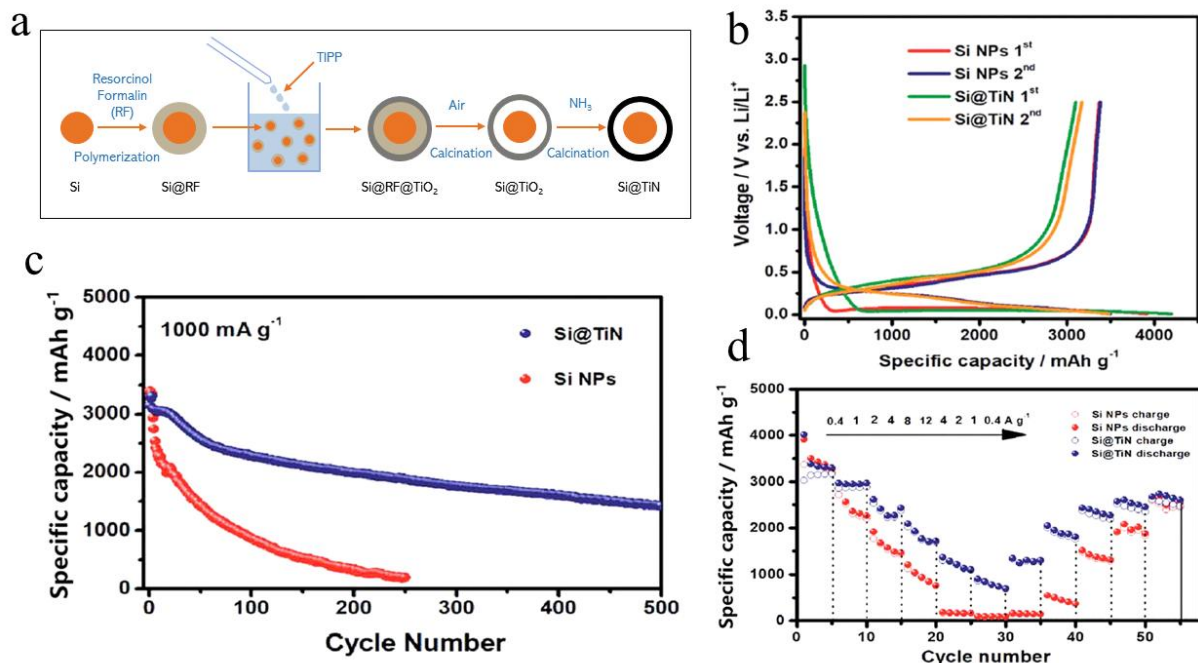 a
TIPP
Resorcinol
Formalin
(RF)
Air
NH₃
Polymerization
Calcination
Calcination
Si
Si@RF
Si@RF@TiO₂
Si@TiO₂
Si@TiN
b
Voltage / V vs. Li/Li⁺
3.5
3.0
2.5
2.0
1.5
1.0
0.5
0.0
Si NPs 1ˢᵗ
Si NPs 2ⁿᵈ
Si@TiN 1ˢᵗ
Si@TiN 2ⁿᵈ
0 1000 2000 3000 4000
Specific capacity / mAh g⁻¹
c
Specific capacity / mAh g⁻¹
5000
4000
3000
2000
1000
0
1000 mA g⁻¹
Si@TiN
Si NPs
0 100 200 300 400 500
Cycle Number
d
Specific capacity / mAh g⁻¹
5000
4000
3000
2000
1000
0
0.4 1 2 4 8 12 4 2 1 0.4 A g⁻¹
Si NPs charge
Si NPs discharge
Si@TiN charge
Si@TiN discharge
0 10 20 30 40 50
Cycle number